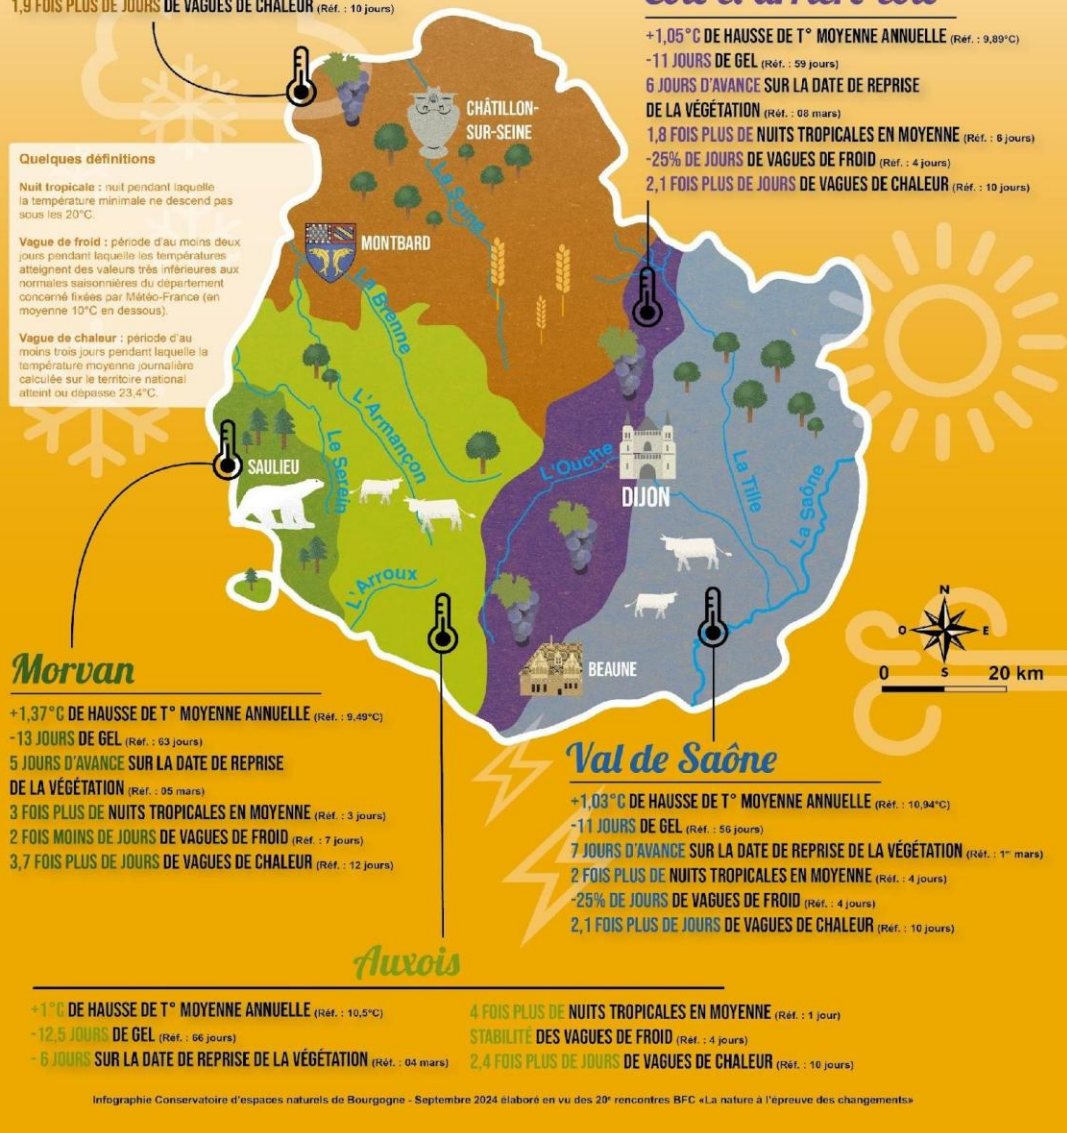 1,9 FOIS PLUS DE JOURS DE VAGUES DE CHALEUR (Réf. : 10 jours)
+1,05°C DE HAUSSE DE T° MOYENNE ANNUELLE (Réf. : 9,89°C)
-11 JOURS DE GEL (Réf. : 59 jours)
6 JOURS D'AVANCE SUR LA DATE DE REPRISE
DE LA VÉGÉTATION (Réf. : 08 mars)
1,8 FOIS PLUS DE NUITS TROPICALES EN MOYENNE (Réf. : 6 jours)
-25% DE JOURS DE VAGUES DE FROID (Réf. : 4 jours)
2,1 FOIS PLUS DE JOURS DE VAGUES DE CHALEUR (Réf. : 10 jours)
Quelques définitions
Nuit tropicale : nuit pendant laquelle
la température minimale ne descend pas
sous les 20°C.
Vague de froid : période d'au moins deux
jours pendant laquelle les températures
atteignent des valeurs très inférieures aux
normales saisonnières du département
concerné fixées par Météo-France (en
moyenne 10°C en dessous).
Vague de chaleur : période d'au
moins trois jours pendant laquelle la
température moyenne journalière
calculée sur le territoire national
atteint ou dépasse 23,4°C.
CHÂTILLON-
SUR-SEINE
La Seine
MONTBARD
La Brenne
L'Armançon
Le Serein
SAULIEU
L'Arroux
L'Ouche
DIJON
La Tille
La Saône
BEAUNE
N
O
E
S
0
20 km
Morvan
+1,37°C DE HAUSSE DE T° MOYENNE ANNUELLE (Réf. : 9,49°C)
-13 JOURS DE GEL (Réf. : 63 jours)
5 JOURS D'AVANCE SUR LA DATE DE REPRISE
DE LA VÉGÉTATION (Réf. : 05 mars)
3 FOIS PLUS DE NUITS TROPICALES EN MOYENNE (Réf. : 3 jours)
2 FOIS MOINS DE JOURS DE VAGUES DE FROID (Réf. : 7 jours)
3,7 FOIS PLUS DE JOURS DE VAGUES DE CHALEUR (Réf. : 12 jours)
Val de Saône
+1,03°C DE HAUSSE DE T° MOYENNE ANNUELLE (Réf. : 10,94°C)
-11 JOURS DE GEL (Réf. : 56 jours)
7 JOURS D'AVANCE SUR LA DATE DE REPRISE DE LA VÉGÉTATION (Réf. : 1er mars)
2 FOIS PLUS DE NUITS TROPICALES EN MOYENNE (Réf. : 4 jours)
-25% DE JOURS DE VAGUES DE FROID (Réf. : 4 jours)
2,1 FOIS PLUS DE JOURS DE VAGUES DE CHALEUR (Réf. : 10 jours)
Auxois
+1°C DE HAUSSE DE T° MOYENNE ANNUELLE (Réf. : 10,5°C)
-12,5 JOURS DE GEL (Réf. : 66 jours)
- 6 JOURS SUR LA DATE DE REPRISE DE LA VÉGÉTATION (Réf. : 04 mars)
4 FOIS PLUS DE NUITS TROPICALES EN MOYENNE (Réf. : 1 jour)
STABILITÉ DES VAGUES DE FROID (Réf. : 4 jours)
2,4 FOIS PLUS DE JOURS DE VAGUES DE CHALEUR (Réf. : 10 jours)
Infographie Conservatoire d'espaces naturels de Bourgogne - Septembre 2024 élaboré en vu des 20e rencontres BFC «La nature à l'épreuve des changements»